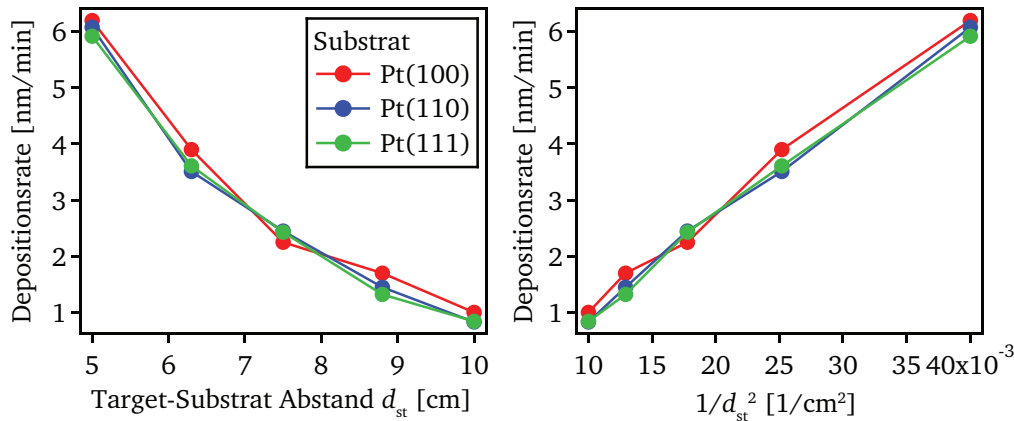 Depositionsrate [nm/min]
6
5
4
3
2
1
Substrat
Pt(100)
Pt(110)
Pt(111)
5 6 7 8 9 10
Target-Substrat Abstand d_st [cm]
Depositionsrate [nm/min]
6
5
4
3
2
1
10 15 20 25 30 35 40x10⁻³
1/d_st² [1/cm²]